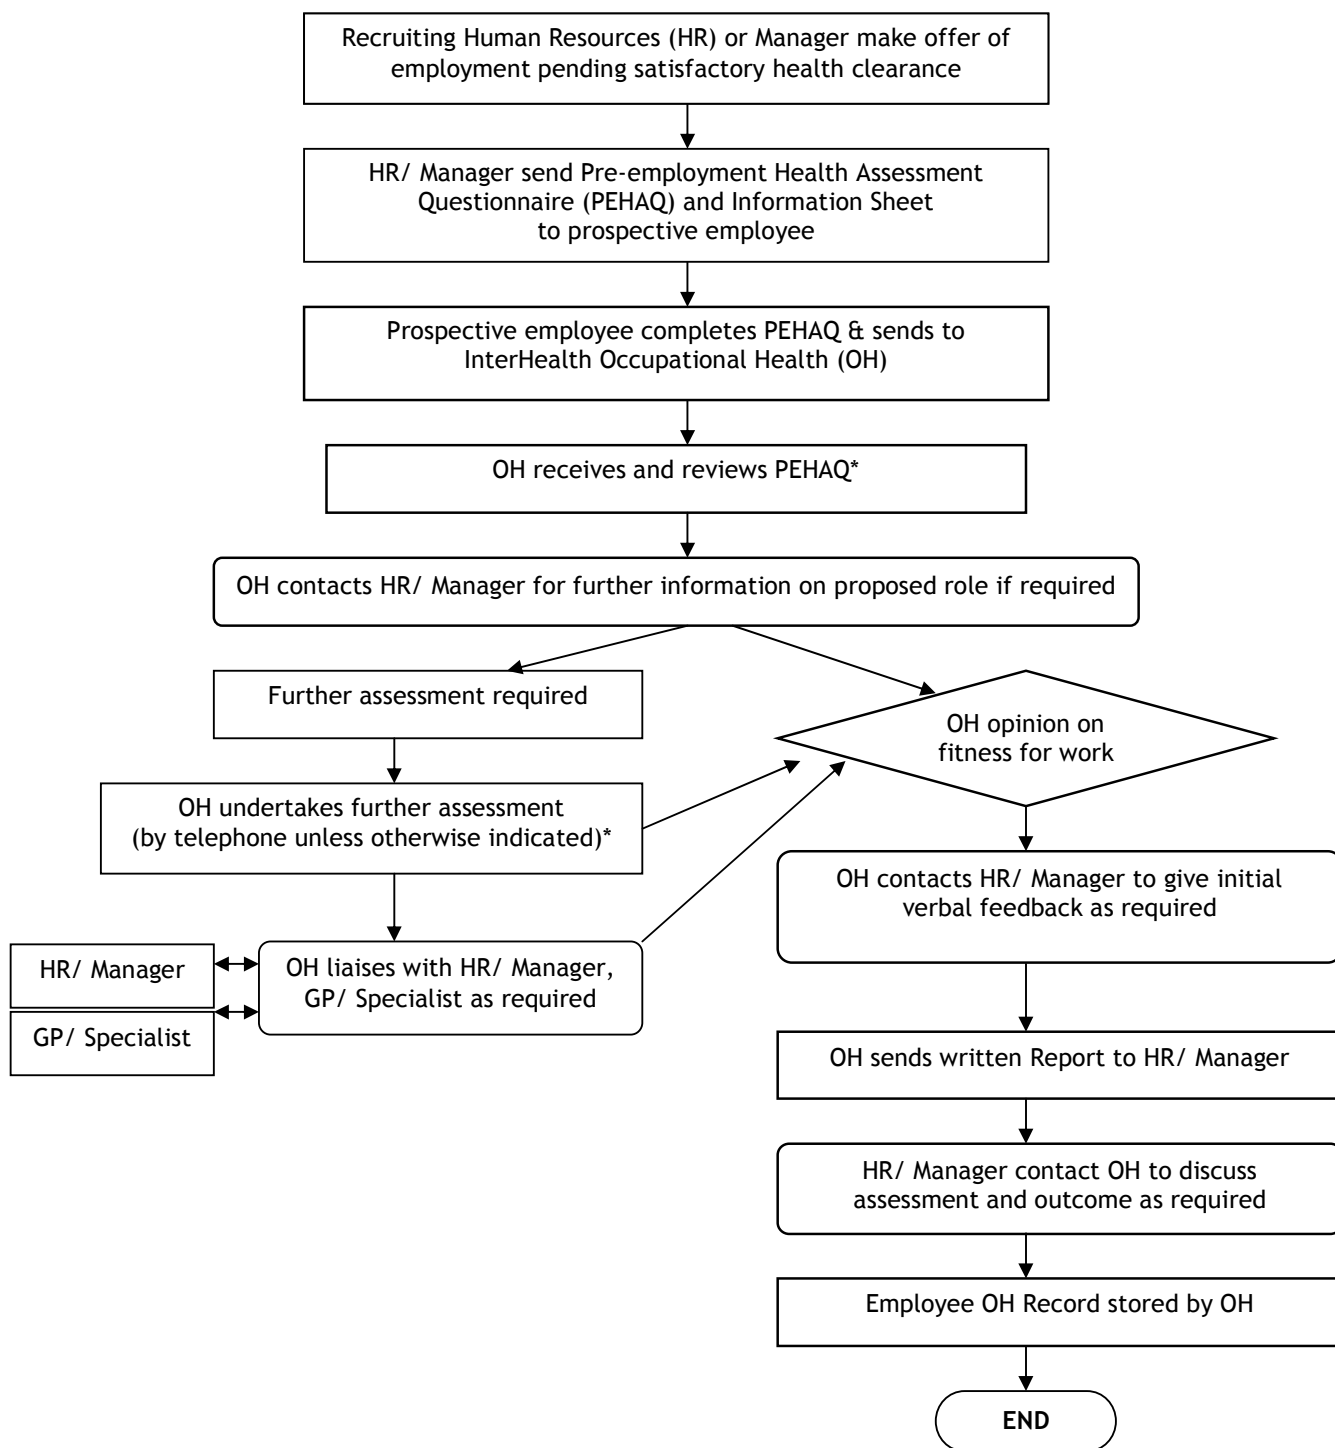 Recruiting Human Resources (HR) or Manager make offer of
employment pending satisfactory health clearance
HR/ Manager send Pre-employment Health Assessment
Questionnaire (PEHAQ) and Information Sheet
to prospective employee
Prospective employee completes PEHAQ & sends to
InterHealth Occupational Health (OH)
OH receives and reviews PEHAQ*
OH contacts HR/ Manager for further information on proposed role if required
Further assessment required
OH undertakes further assessment
(by telephone unless otherwise indicated)*
OH liaises with HR/ Manager,
GP/ Specialist as required
HR/ Manager
GP/ Specialist
OH opinion on
fitness for work
OH contacts HR/ Manager to give initial
verbal feedback as required
OH sends written Report to HR/ Manager
HR/ Manager contact OH to discuss
assessment and outcome as required
Employee OH Record stored by OH
END